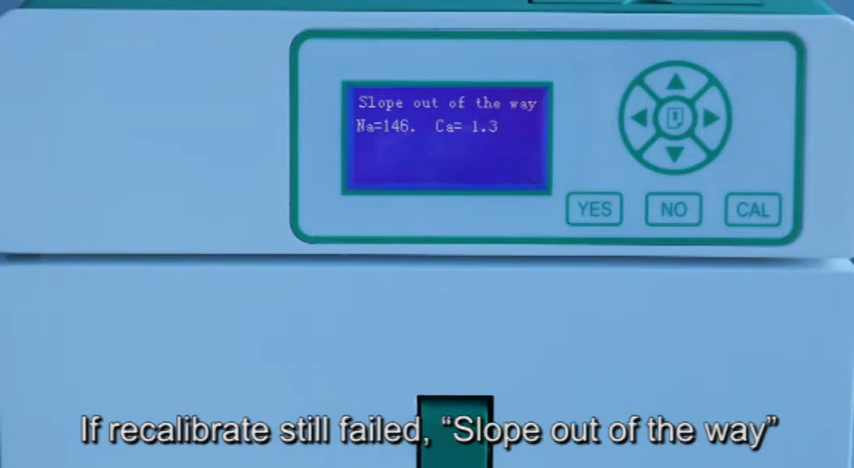 Slope out of the way
Na=146. Ca= 1.3
YES NO CAL
If recalibrate still failed, “Slope out of the way”